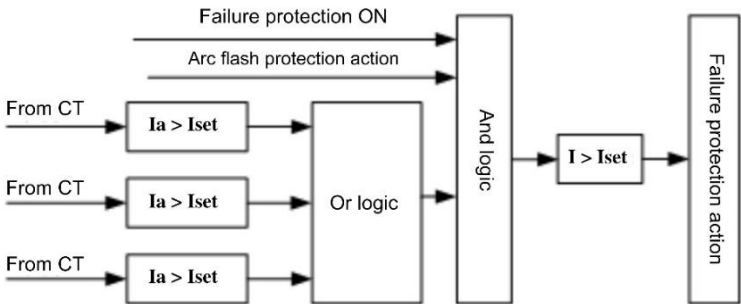 Failure protection ON
Arc flash protection action
From CT
Ia > Iset
From CT
Ia > Iset
From CT
Ia > Iset
Or logic
And logic
I > Iset
Failure protection action